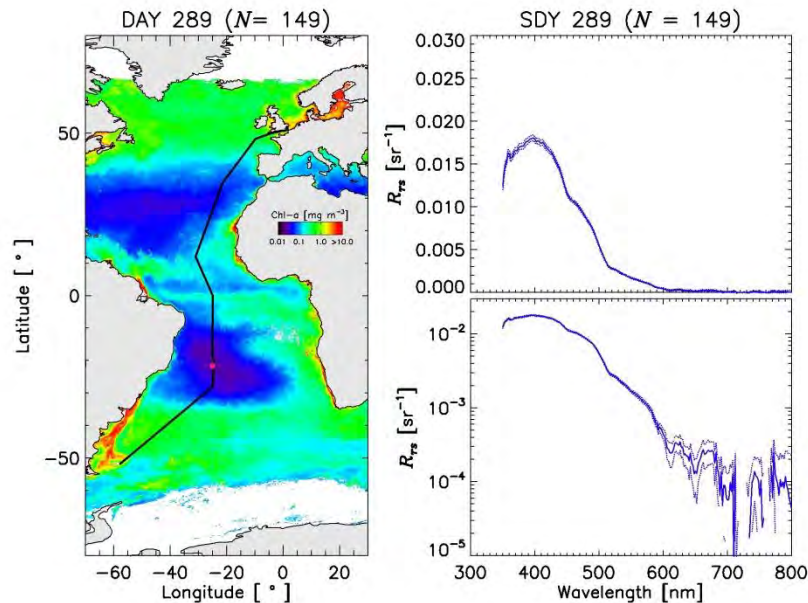 DAY 289 (N= 149)
50
0
−50
Latitude [ ° ]
Chl−a [mg m⁻³]
0.01 0.1 1.0 >10.0
−60 −40 −20 0 20
Longitude [ ° ]
SDY 289 (N = 149)
0.030
0.025
0.020
0.015
0.010
0.005
0.000
Rrs [sr⁻¹]
10⁻²
10⁻³
10⁻⁴
10⁻⁵
Rrs [sr⁻¹]
300 400 500 600 700 800
Wavelength [nm]